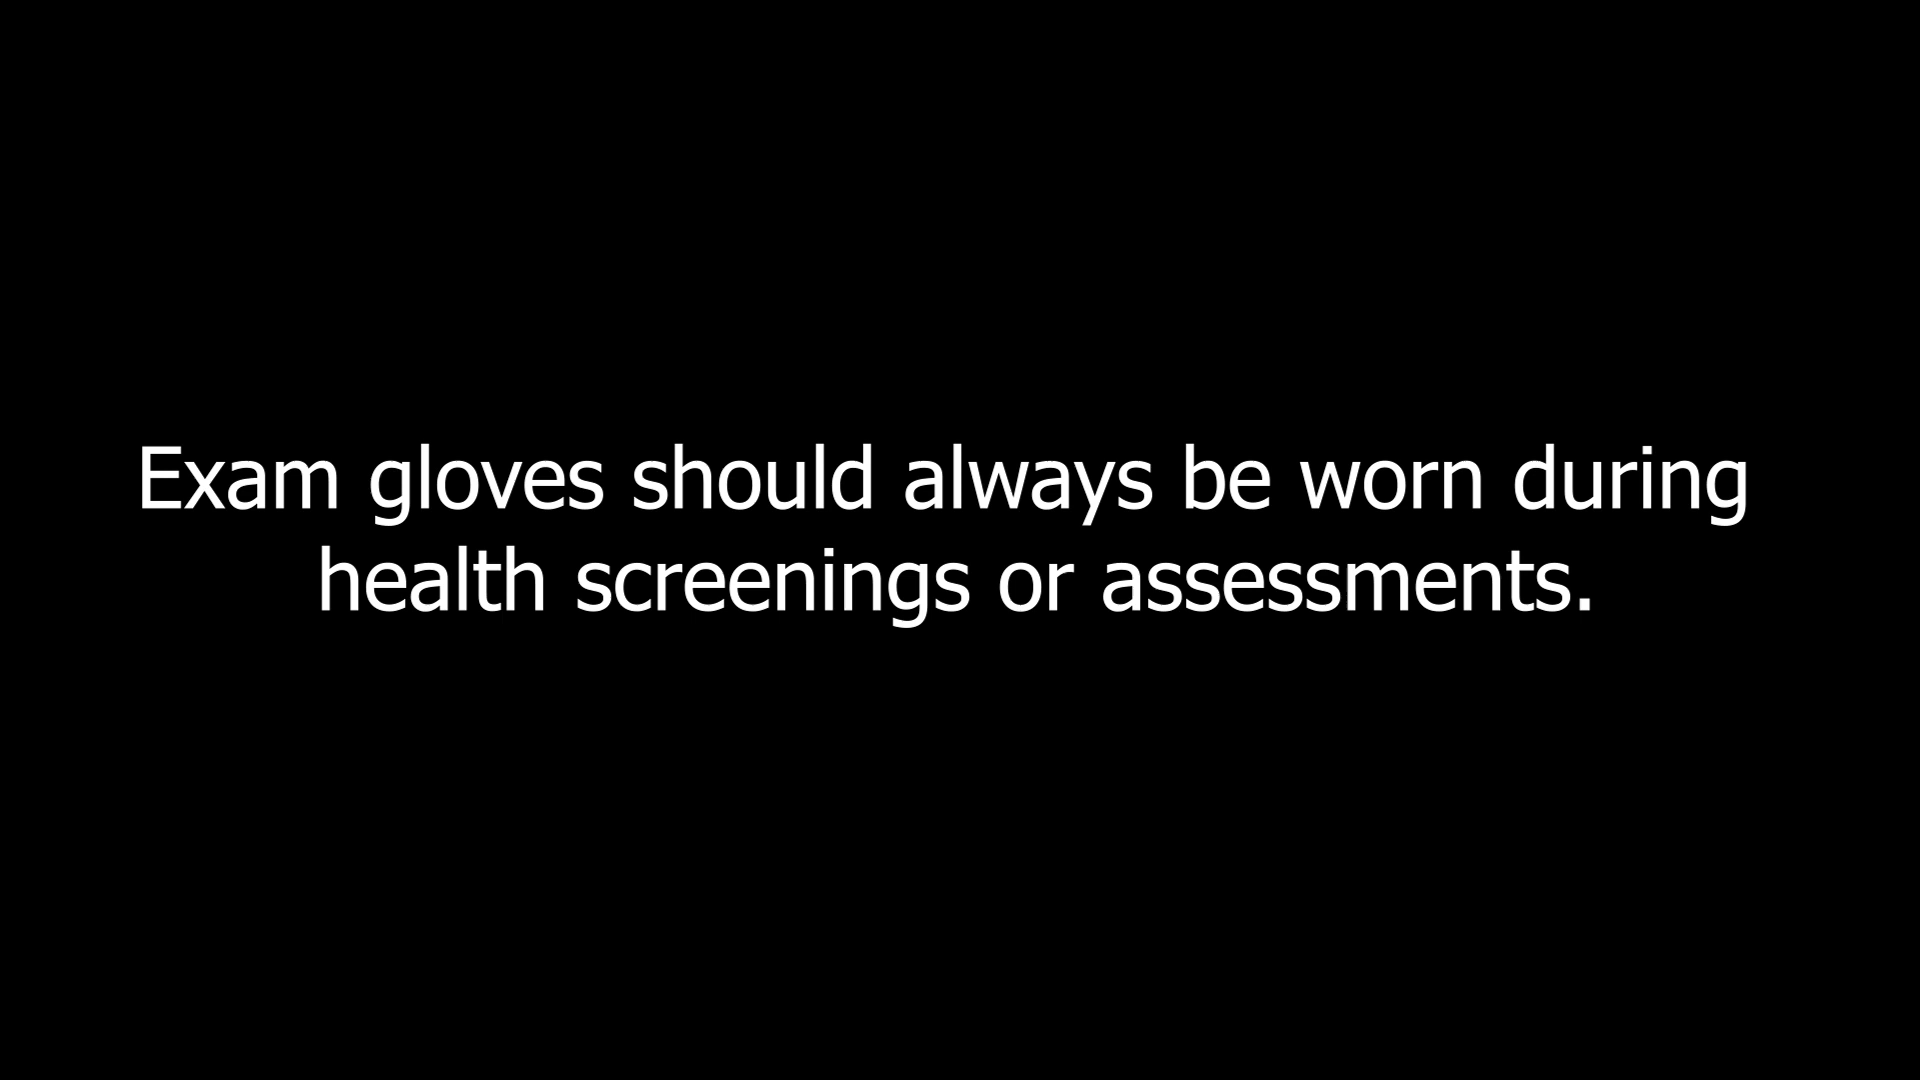 Exam gloves should always be worn during
health screenings or assessments.